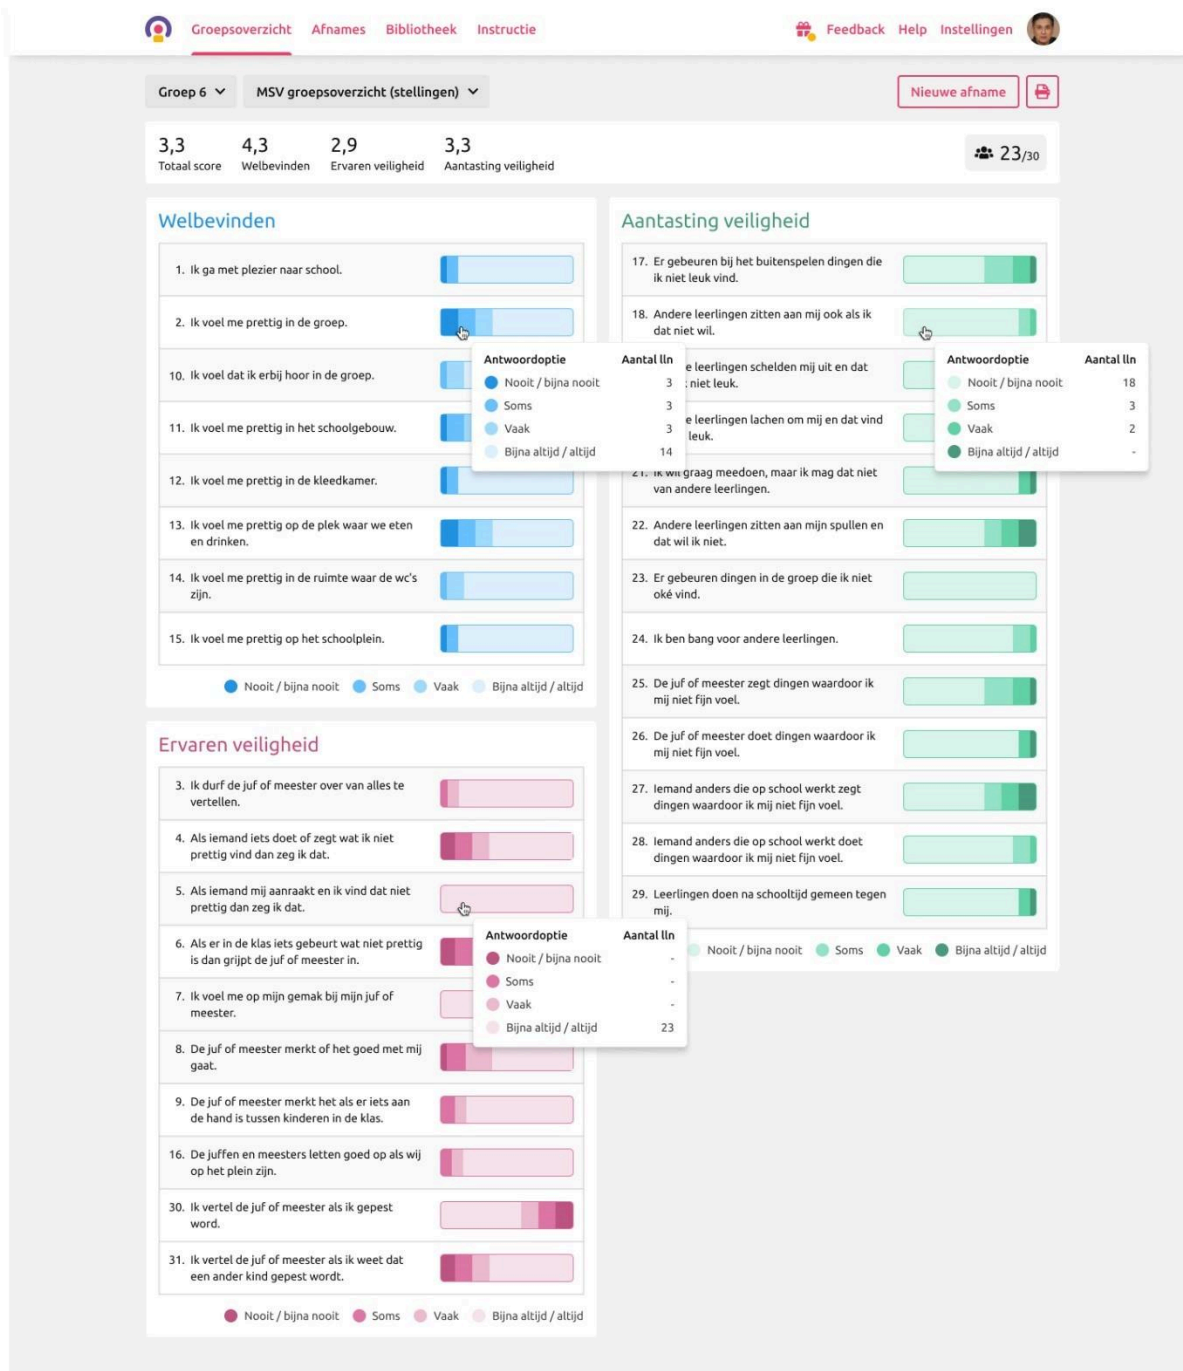 Groepsoverzicht Afnames Bibliotheek Instructie
Feedback Help Instellingen
Groep 6 MSV groepsoverzicht (stellingen)
Nieuwe afname
3,3 4,3 2,9 3,3
Totaal score Welbevinden Ervaren veiligheid Aantasting veiligheid
23/30
Welbevinden
1. Ik ga met plezier naar school.
2. Ik voel me prettig in de groep.
Antwoordoptie Aantal lln
Nooit / bijna nooit 3
Soms 3
Vaak 3
Bijna altijd / altijd 14
10. Ik voel dat ik erbij hoor in de groep.
11. Ik voel me prettig in het schoolgebouw.
12. Ik voel me prettig in de kleedkamer.
13. Ik voel me prettig op de plek waar we eten
en drinken.
14. Ik voel me prettig in de ruimte waar de wc's
zijn.
15. Ik voel me prettig op het schoolplein.
Nooit / bijna nooit Soms Vaak Bijna altijd / altijd
Ervaren veiligheid
3. Ik durf de juf of meester over van alles te
vertellen.
4. Als iemand iets doet of zegt wat ik niet
prettig vind dan zeg ik dat.
5. Als iemand mij aanraakt en ik vind dat niet
prettig dan zeg ik dat.
Antwoordoptie Aantal lln
Nooit / bijna nooit -
Soms -
Vaak -
Bijna altijd / altijd 23
6. Als er in de klas iets gebeurt wat niet prettig
is dan grijpt de juf of meester in.
7. Ik voel me op mijn gemak bij mijn juf of
meester.
8. De juf of meester merkt of het goed met mij
gaat.
9. De juf of meester merkt het als er iets aan
de hand is tussen kinderen in de klas.
16. De juffen en meesters letten goed op als wij
op het plein zijn.
30. Ik vertel de juf of meester als ik gepest
word.
31. Ik vertel de juf of meester als ik weet dat
een ander kind gepest wordt.
Nooit / bijna nooit Soms Vaak Bijna altijd / altijd
Aantasting veiligheid
17. Er gebeuren bij het buitenspelen dingen die
ik niet leuk vind.
18. Andere leerlingen zitten aan mij ook als ik
dat niet wil.
Antwoordoptie Aantal lln
Nooit / bijna nooit 18
Soms 3
Vaak 2
Bijna altijd / altijd -
e leerlingen schelden mij uit en dat
niet leuk.
e leerlingen lachen om mij en dat vind
leuk.
21. Ik wil graag meedoen, maar ik mag dat niet
van andere leerlingen.
22. Andere leerlingen zitten aan mijn spullen en
dat wil ik niet.
23. Er gebeuren dingen in de groep die ik niet
oké vind.
24. Ik ben bang voor andere leerlingen.
25. De juf of meester zegt dingen waardoor ik
mij niet fijn voel.
26. De juf of meester doet dingen waardoor ik
mij niet fijn voel.
27. Iemand anders die op school werkt zegt
dingen waardoor ik mij niet fijn voel.
28. Iemand anders die op school werkt doet
dingen waardoor ik mij niet fijn voel.
29. Leerlingen doen na schooltijd gemeen tegen
mij.
Nooit / bijna nooit Soms Vaak Bijna altijd / altijd